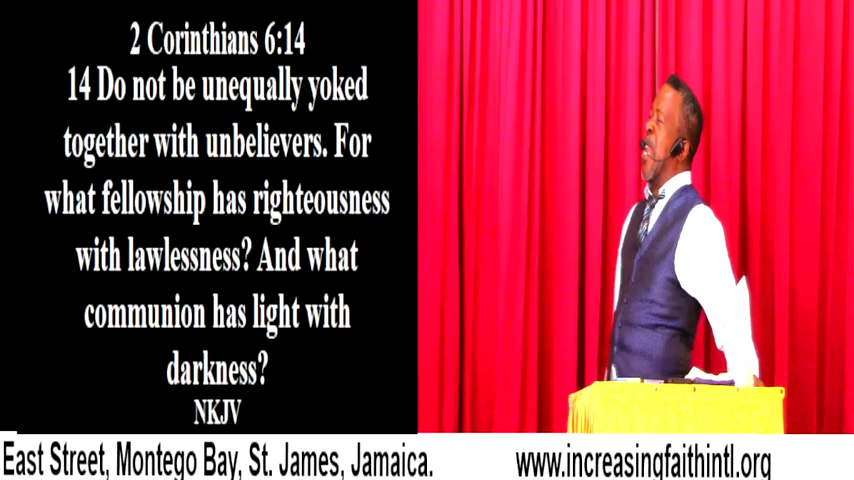 2 Corinthians 6:14
14 Do not be unequally yoked
together with unbelievers. For
what fellowship has righteousness
with lawlessness? And what
communion has light with
darkness?
NKJV
East Street, Montego Bay, St. James, Jamaica.
www.increasingfaithintl.org